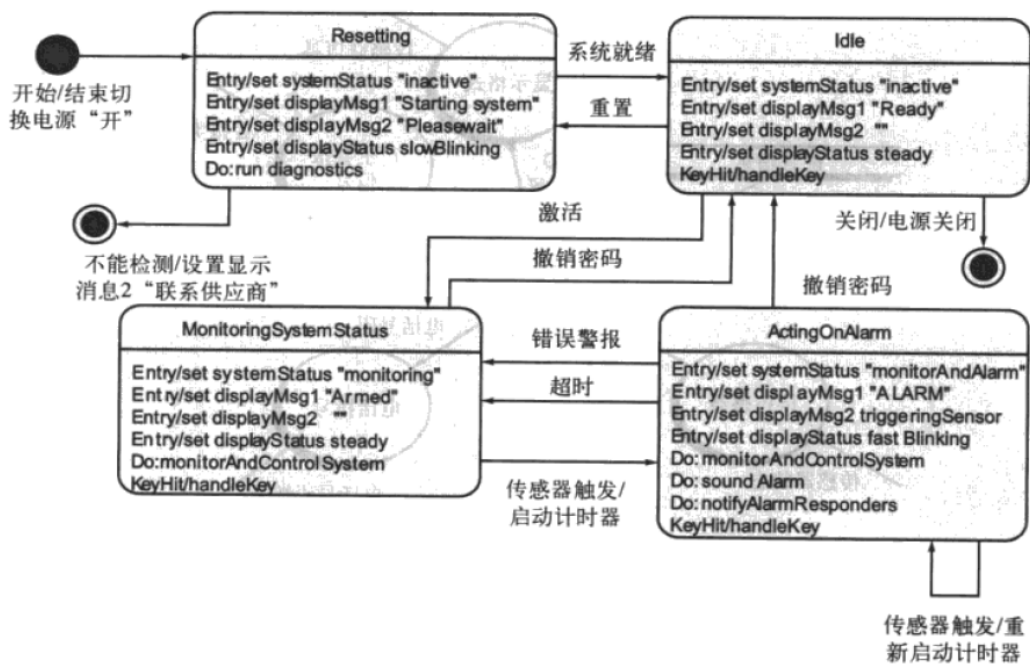 开始/结束切
换电源“开”
Resetting
Entry/set systemStatus "inactive"
Entry/set displayMsg1 "Starting system"
Entry/set displayMsg2 "Pleasewait"
Entry/set displayStatus slowBlinking
Do:run diagnostics
系统就绪
重置
Idle
Entry/set systemStatus "inactive"
Entry/set displayMsg1 "Ready"
Entry/set displayMsg2 ""
Entry/set displayStatus steady
KeyHit/handleKey
不能检测/设置显示
消息2“联系供应商”
激活
撤销密码
撤销密码
关闭/电源关闭
MonitoringSystemStatus
Entry/set systemStatus "monitoring"
Entry/set displayMsg1 "Armed"
Entry/set displayMsg2 ""
Entry/set displayStatus steady
Do:monitorAndControlSystem
KeyHit/handleKey
错误警报
超时
传感器触发/
启动计时器
ActingOnAlarm
Entry/set systemStatus "monitorAndAlarm"
Entry/set displayMsg1 "ALARM"
Entry/set displayMsg2 triggeringSensor
Entry/set displayStatus fast Blinking
Do:monitorAndControlSystem
Do:sound Alarm
Do:notifyAlarmResponders
KeyHit/handleKey
传感器触发/重
新启动计时器